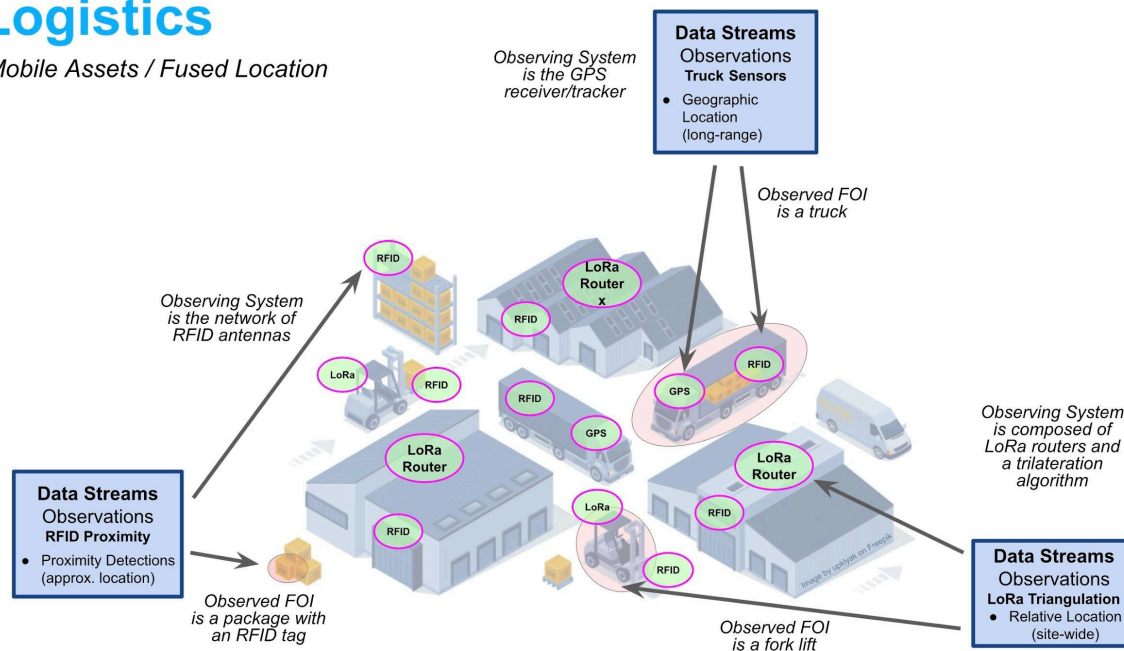 Logistics
Mobile Assets / Fused Location
Observing System
is the GPS
receiver/tracker
Data Streams
Observations
Truck Sensors
● Geographic
Location
(long-range)
Observed FOI
is a truck
RFID
LoRa
Router
x
RFID
Observing System
is the network of
RFID antennas
LoRa
RFID
RFID
GPS
GPS
RFID
LoRa
Router
LoRa
Router
Observing System
is composed of
LoRa routers and
a trilateration
algorithm
Data Streams
Observations
RFID Proximity
● Proximity Detections
(approx. location)
RFID
LoRa
RFID
RFID
Image by upklyak on Freepik
Data Streams
Observations
LoRa Triangulation
● Relative Location
(site-wide)
Observed FOI
is a package with
an RFID tag
Observed FOI
is a fork lift